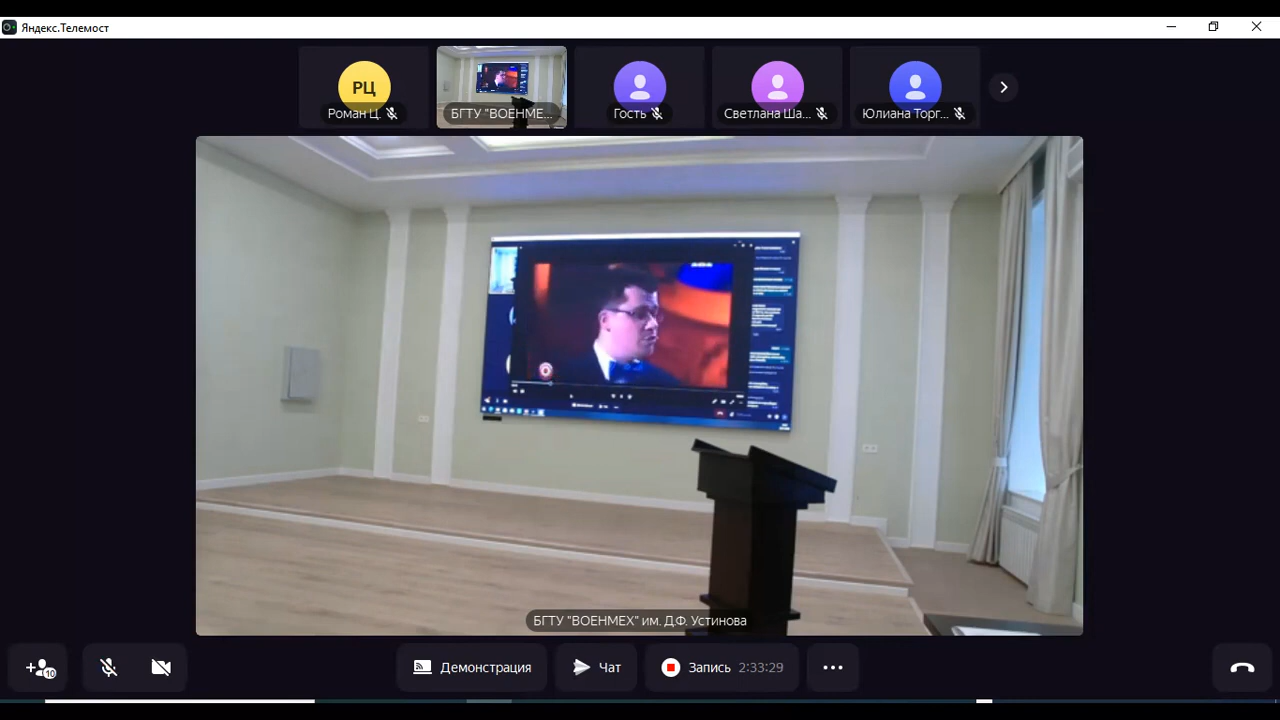 Яндекс.Телемост
РЦ
Роман Ц.
БГТУ "ВОЕНМЕ...
Гость
Светлана Ша...
Юлиана Торг...
БГТУ "ВОЕНМЕХ" им. Д.Ф. Устинова
10
Демонстрация
Чат
Запись 2:33:29